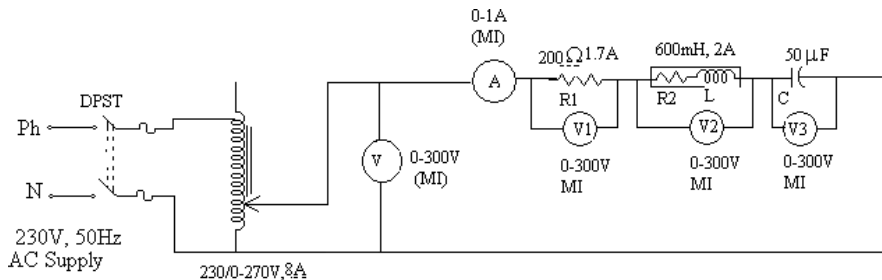 0-1A
(MI)
200Ω 1.7A
600mH, 2A
50 μF
DPST
Ph
A
R1
R2
L
C
V1
V2
V3
V
0-300V
(MI)
0-300V
MI
0-300V
MI
0-300V
MI
N
230V, 50Hz
AC Supply
230/0-270V,8A